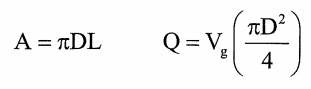 A = πDL Q = V_g(πD²/4)